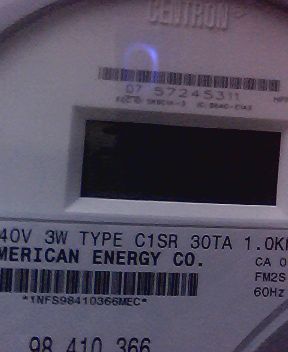 CENTRON
07 57245311
40V 3W TYPE C1SR 30TA 1.0K
MERICAN ENERGY CO.
CA 0
FM2S
60Hz
*1NFS98410366MEC*
98 410 366